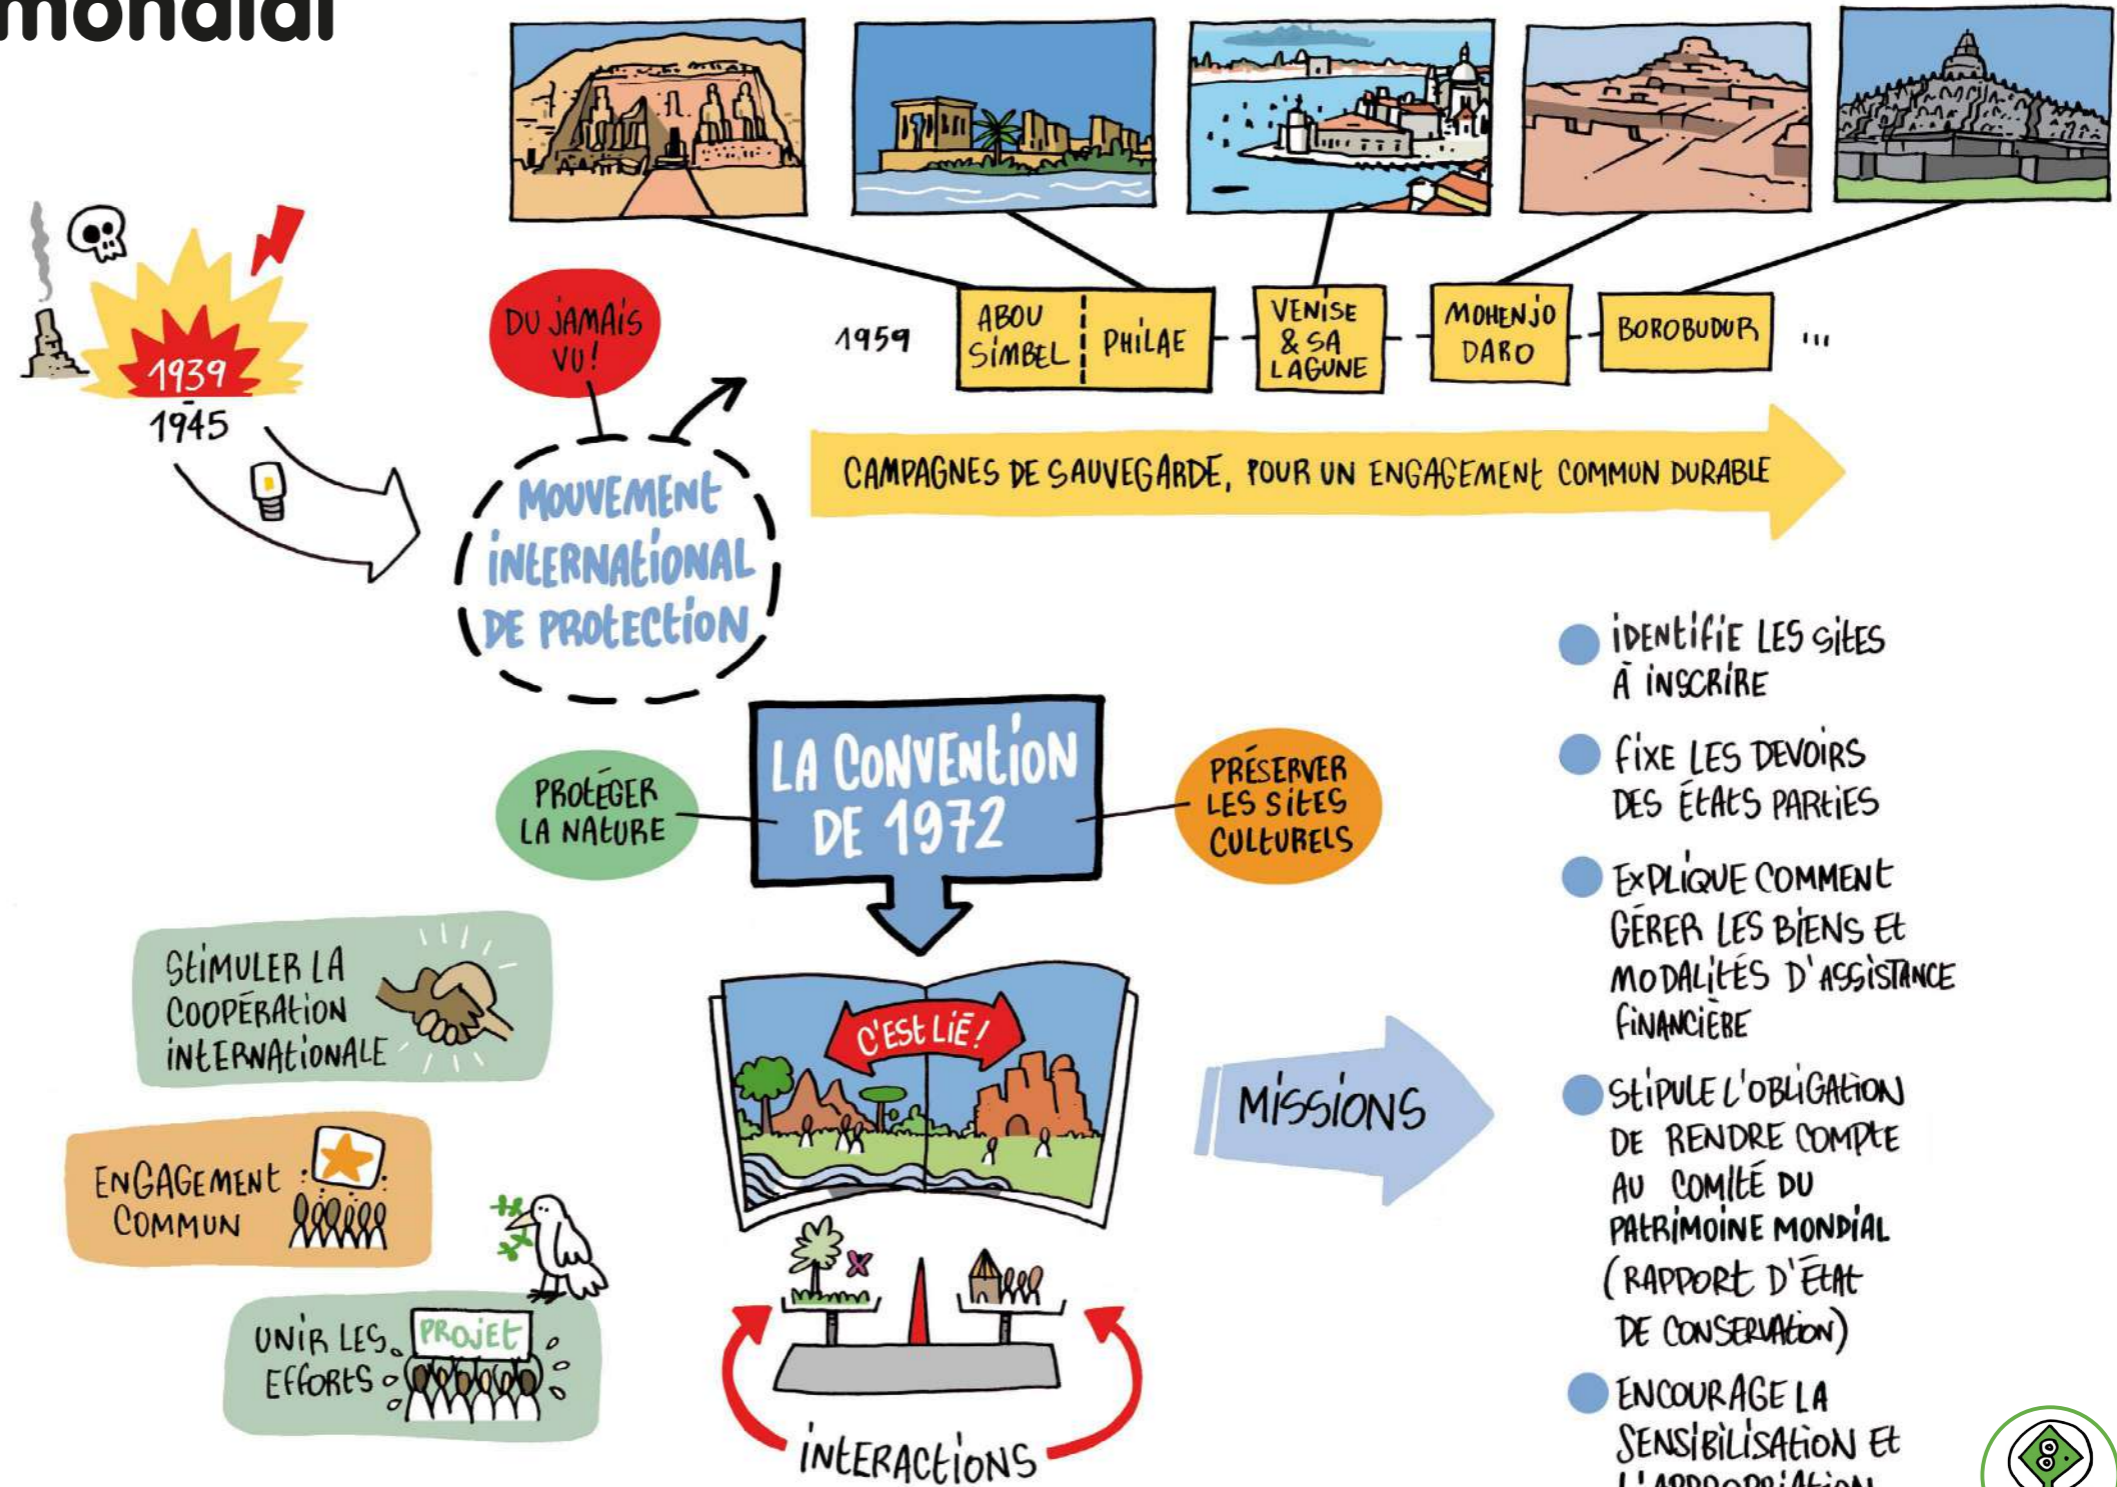 mondial
1939
-
1945
DU JAMAIS
VU!
MOUVEMENT
INTERNATIONAL
DE PROTECTION
1959
ABOU
SIMBEL
PHILAE
VENISE
& SA
LAGUNE
MOHENJO
DARO
BOROBUDUR
...
CAMPAGNES DE SAUVEGARDE, POUR UN ENGAGEMENT COMMUN DURABLE
LA CONVENTION
DE 1972
PROTÉGER
LA NATURE
PRÉSERVER
LES SITES
CULTURELS
STIMULER LA
COOPÉRATION
INTERNATIONALE
ENGAGEMENT
COMMUN
UNIR LES
EFFORTS
PROJET
C'EST LIÉ!
INTERACTIONS
MISSIONS
IDENTIFIE LES SITES
À INSCRIRE
FIXE LES DEVOIRS
DES ÉTATS PARTIES
EXPLIQUE COMMENT
GÉRER LES BIENS ET
MODALITÉS D'ASSISTANCE
FINANCIÈRE
STIPULE L'OBLIGATION
DE RENDRE COMPTE
AU COMITÉ DU
PATRIMOINE MONDIAL
(RAPPORT D'ÉTAT
DE CONSERVATION)
ENCOURAGE LA
SENSIBILISATION ET
L'APPROPRIATION